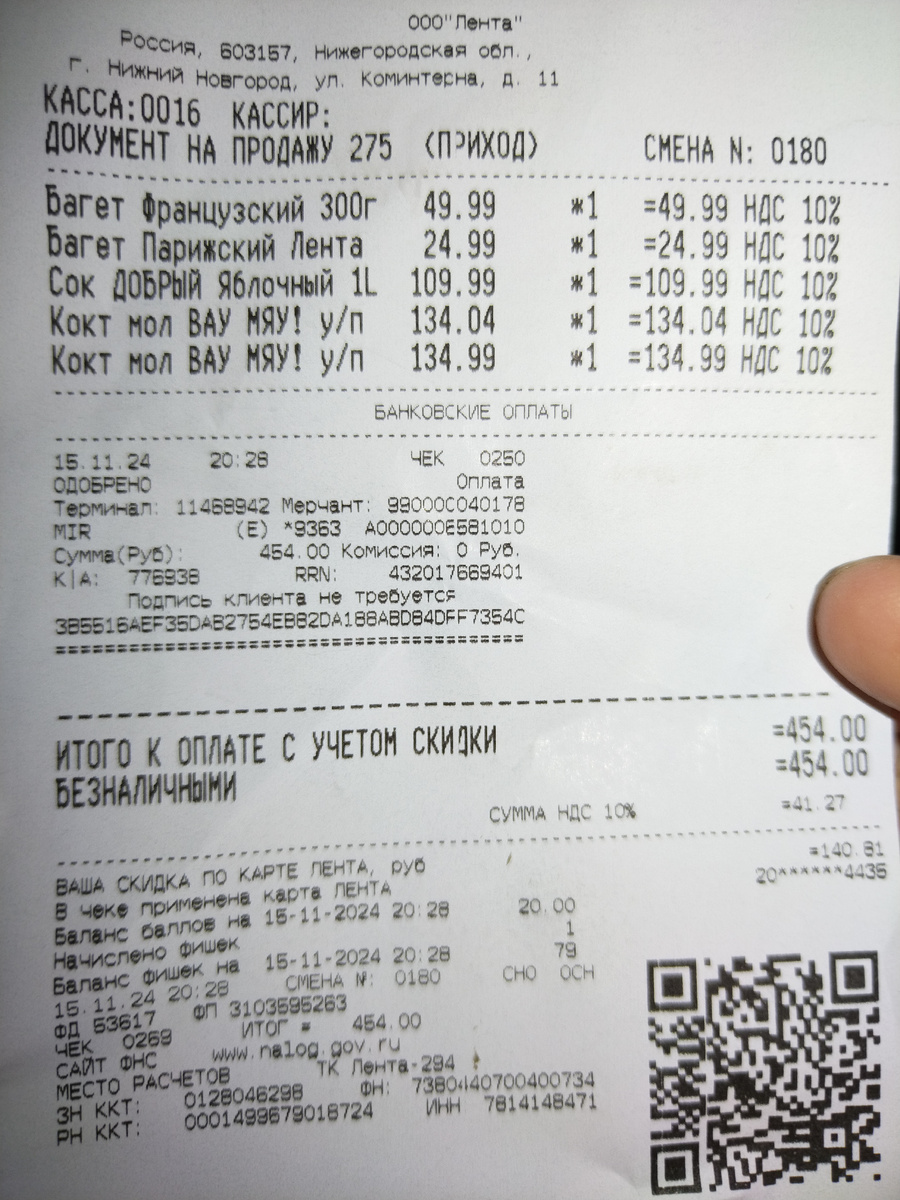 ООО"Лента"
Россия, 603157, Нижегородская обл.,
г. Нижний Новгород, ул. Коминтерна, д. 11
КАССА:0016 КАССИР:
ДОКУМЕНТ НА ПРОДАЖУ 275 (ПРИХОД) СМЕНА N: 0180
Багет Французский 300г 49.99 *1 =49.99 НДС 10%
Багет Парижский Лента 24.99 *1 =24.99 НДС 10%
Сок ДОБРЫЙ Яблочный 1L 109.99 *1 =109.99 НДС 10%
Кокт мол ВАУ МЯУ! у/п 134.04 *1 =134.04 НДС 10%
Кокт мол ВАУ МЯУ! у/п 134.99 *1 =134.99 НДС 10%
БАНКОВСКИЕ ОПЛАТЫ
15.11.24 20:28 ЧЕК 0250
ОДОБРЕНО Оплата
Терминал: 11468942 Мерчант: 990000040178
MIR (E) *9363 A0000006581010
Сумма(Руб): 454.00 Комиссия: 0 Руб.
К|А: 776938 RRN: 432017669401
Подпись клиента не требуется
3B5516AEF35DAB2754EBB2DA188ABD84DFF7354C
========================================
ИТОГО К ОПЛАТЕ С УЧЕТОМ СКИДКИ =454.00
БЕЗНАЛИЧНЫМИ =454.00
СУММА НДС 10% =41.27
ВАША СКИДКА ПО КАРТЕ ЛЕНТА, руб =140.81
В чеке применена карта ЛЕНТА 20******4435
Баланс баллов на 15-11-2024 20:28 20.00
Начислено фишек 1
Баланс фишек на 15-11-2024 20:28 79
15.11.24 20:28 СМЕНА №: 0180 СНО ОСН
ФД 53617 ФП 3103595263
ЧЕК 0269 ИТОГ = 454.00
САЙТ ФНС www.nalog.gov.ru
МЕСТО РАСЧЕТОВ ТК Лента-294
ЗН ККТ: 0128046298 ФН: 7380440700400734
РН ККТ: 0001499679018724 ИНН 7814148471